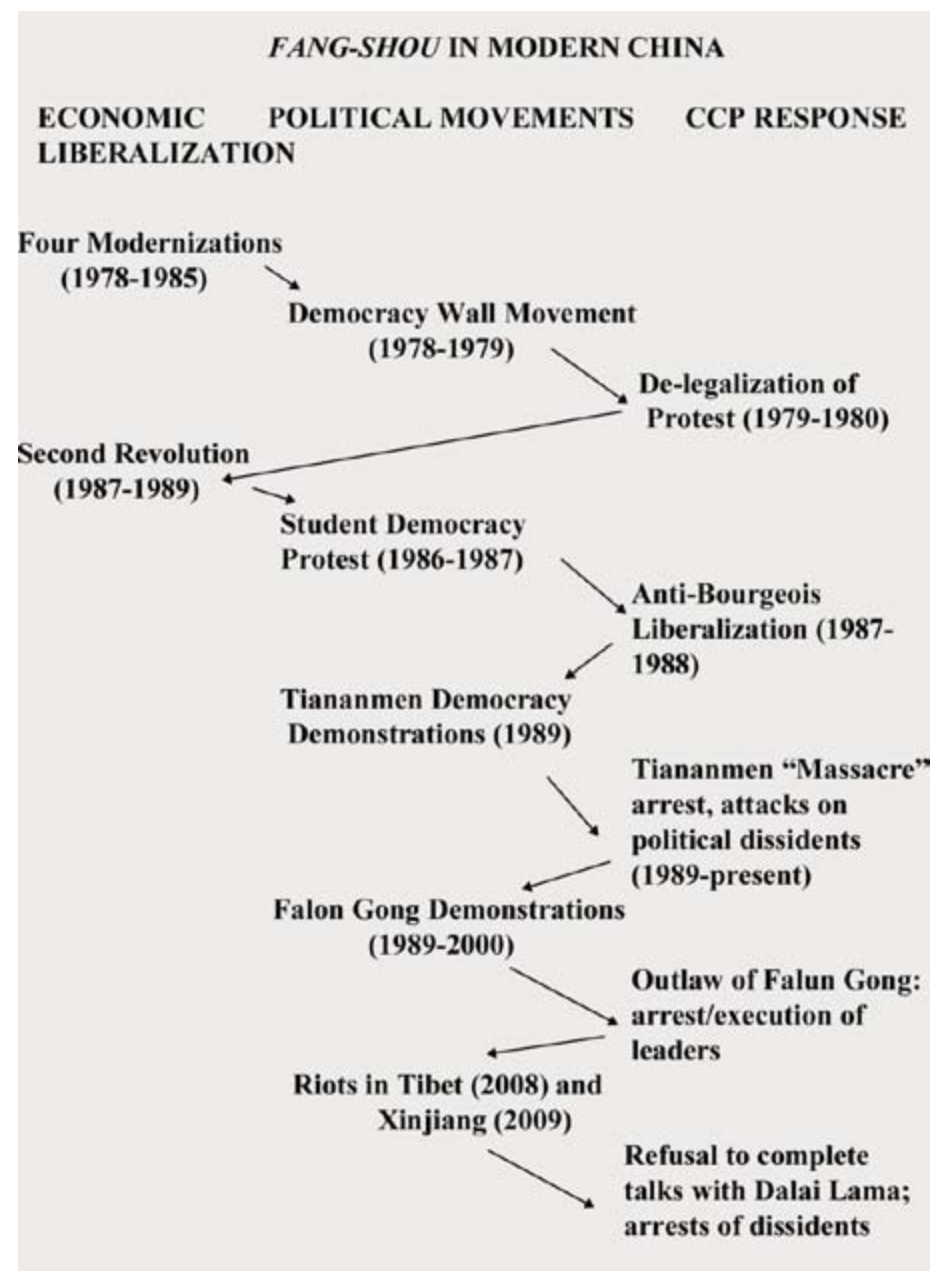 FANG-SHOU IN MODERN CHINA
ECONOMIC LIBERALIZATION
POLITICAL MOVEMENTS
CCP RESPONSE
Four Modernizations
(1978-1985)
Democracy Wall Movement
(1978-1979)
De-legalization of
Protest (1979-1980)
Second Revolution
(1987-1989)
Student Democracy
Protest (1986-1987)
Anti-Bourgeois
Liberalization (1987-
1988)
Tiananmen Democracy
Demonstrations (1989)
Tiananmen “Massacre”
arrest, attacks on
political dissidents
(1989-present)
Falon Gong Demonstrations
(1989-2000)
Outlaw of Falun Gong:
arrest/execution of
leaders
Riots in Tibet (2008) and
Xinjiang (2009)
Refusal to complete
talks with Dalai Lama;
arrests of dissidents